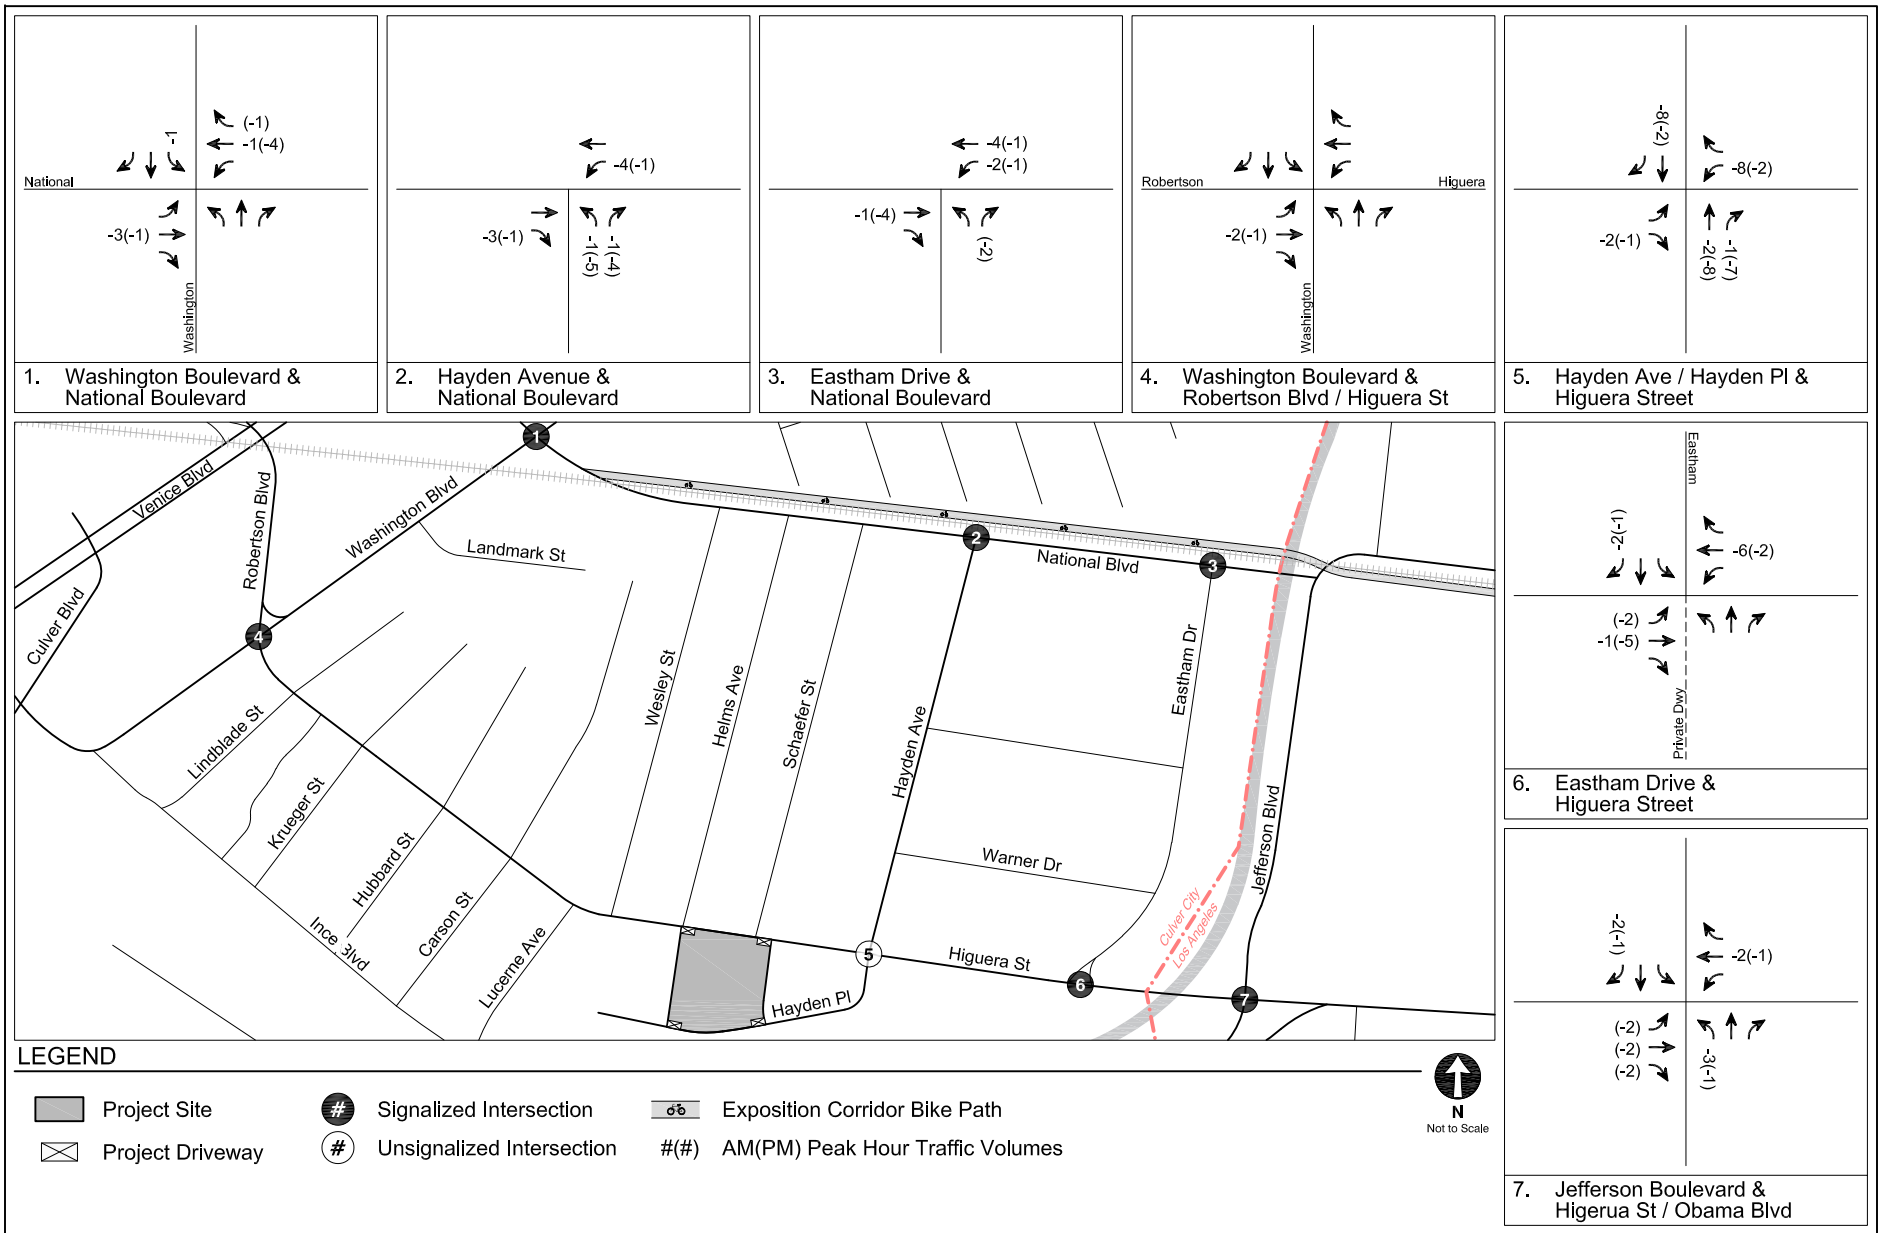 -1
(-1)
-1(-4)
National
-3(-1)
Washington
1. Washington Boulevard &
National Boulevard
-4(-1)
-3(-1)
-1(-5)
-1(-4)
2. Hayden Avenue &
National Boulevard
-4(-1)
-2(-1)
-1(-4)
(-2)
3. Eastham Drive &
National Boulevard
Robertson
Higuera
-2(-1)
Washington
4. Washington Boulevard &
Robertson Blvd / Higuera St
-8(-2)
-8(-2)
-2(-1)
-2(-8)
-1(-7)
5. Hayden Ave / Hayden Pl &
Higuera Street
Eastham
-2(-1)
-6(-2)
(-2)
-1(-5)
Private Dwy
6. Eastham Drive &
Higuera Street
-2(-1)
-2(-1)
(-2)
(-2)
(-2)
-3(-1)
7. Jefferson Boulevard &
Higerua St / Obama Blvd
1
Venice Blvd
Robertson Blvd
Washington Blvd
Landmark St
2
National Blvd
3
Culver Blvd
4
Wesley St
Helms Ave
Schaefer St
Hayden Ave
Eastham Dr
Lindblade St
Krueger St
Hubbard St
Carson St
Ince Blvd
Lucerne Ave
Warner Dr
Jefferson Blvd
Culver City
Los Angeles
5
Higuera St
6
7
Hayden Pl
LEGEND
Project Site
# Signalized Intersection
Exposition Corridor Bike Path
Project Driveway
# Unsignalized Intersection
#(#) AM(PM) Peak Hour Traffic Volumes
N
Not to Scale